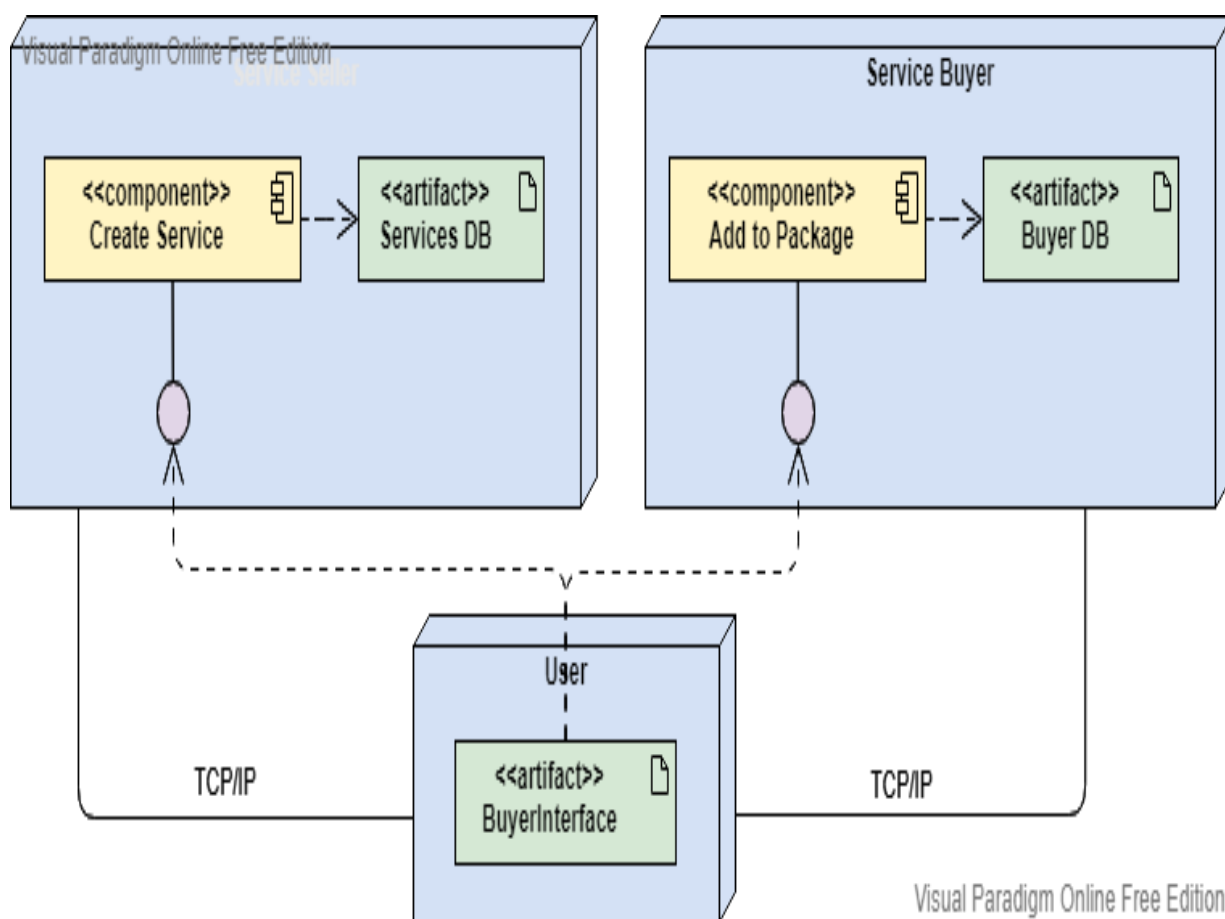 Visual Paradigm Online Free Edition
Service Seller
Service Buyer
<<component>>
Create Service
<<artifact>>
Services DB
<<component>>
Add to Package
<<artifact>>
Buyer DB
User
<<artifact>>
BuyerInterface
TCP/IP
TCP/IP
Visual Paradigm Online Free Edition